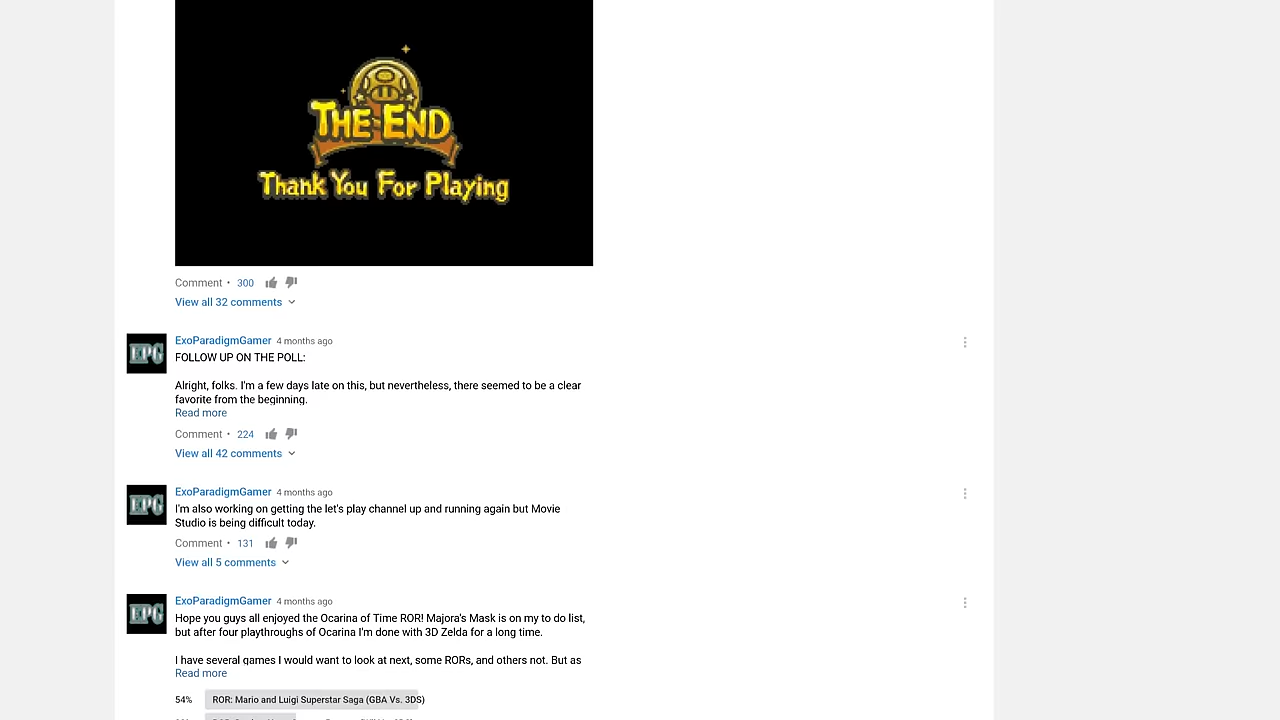 THE END
Thank You For Playing
Comment • 300
View all 32 comments
EPG
ExoParadigmGamer 4 months ago
FOLLOW UP ON THE POLL:
Alright, folks. I'm a few days late on this, but nevertheless, there seemed to be a clear
favorite from the beginning.
Read more
Comment • 224
View all 42 comments
EPG
ExoParadigmGamer 4 months ago
I'm also working on getting the let's play channel up and running again but Movie
Studio is being difficult today.
Comment • 131
View all 5 comments
EPG
ExoParadigmGamer 4 months ago
Hope you guys all enjoyed the Ocarina of Time ROR! Majora's Mask is on my to do list,
but after four playthroughs of Ocarina I'm done with 3D Zelda for a long time.
I have several games I would want to look at next, some RORs, and others not. But as
Read more
54% ROR: Mario and Luigi Superstar Saga (GBA Vs. 3DS)